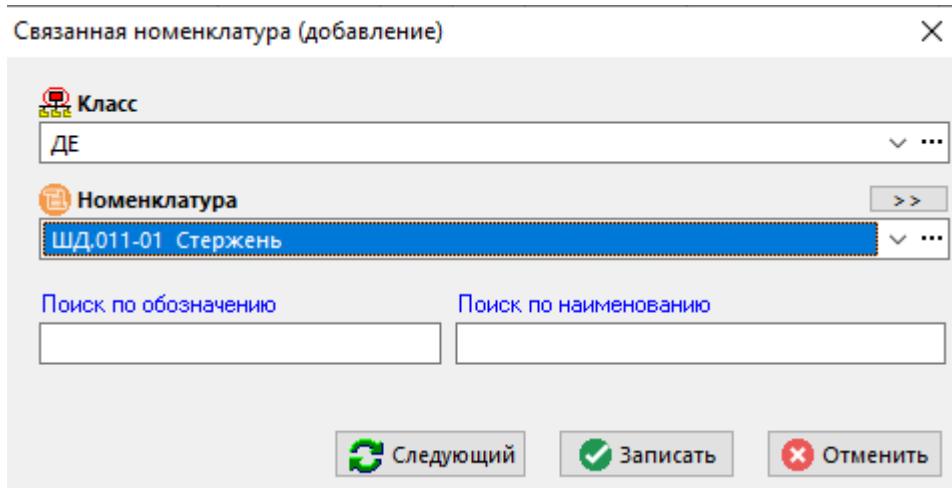 Связанная номенклатура (добавление)
Класс
ДЕ
Номенклатура
>>
ШД.011-01 Стержень
Поиск по обозначению
Поиск по наименованию
Следующий
Записать
Отменить